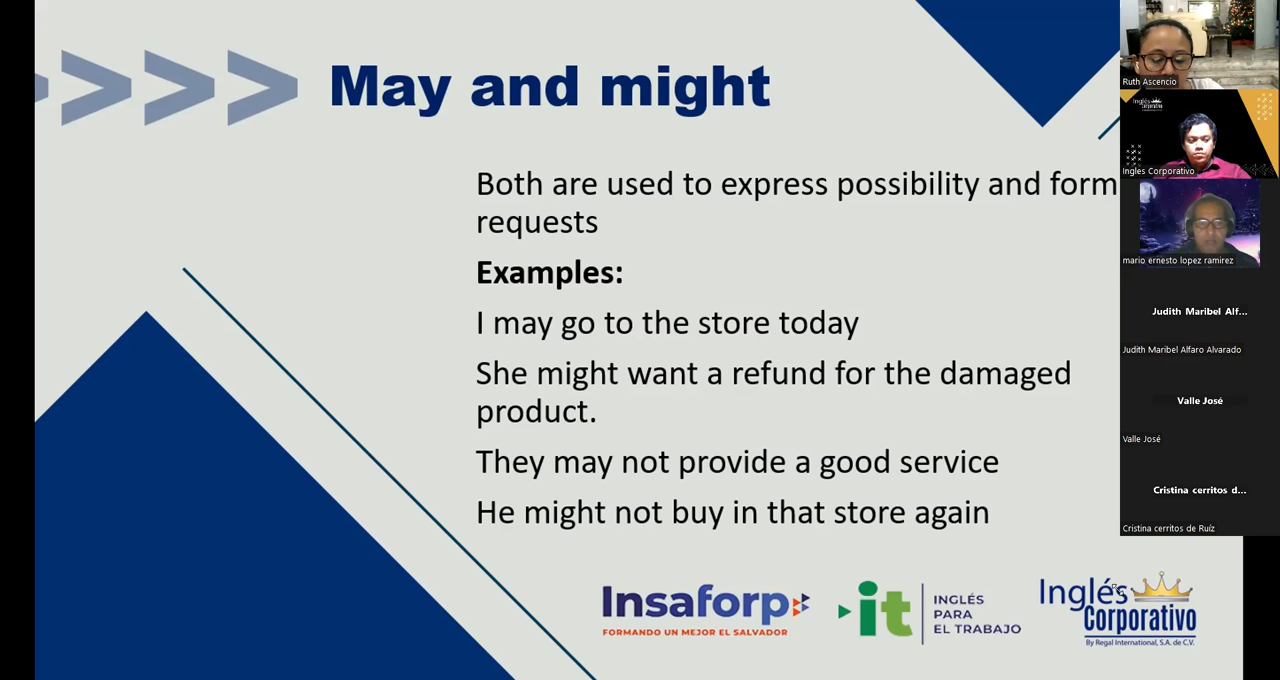 May and might
Both are used to express possibility and form
requests
Examples:
I may go to the store today
She might want a refund for the damaged
product.
They may not provide a good service
He might not buy in that store again
Insaforp
FORMANDO UN MEJOR EL SALVADOR
it
INGLÉS
PARA
EL TRABAJO
Inglés
Corporativo
By Regal International, S.A. de C.V.
Ruth Ascencio
Ingles Corporativo
mario ernesto lopez ramirez
Judith Maribel Alf...
Judith Maribel Alfaro Alvarado
Valle José
Valle José
Cristina cerritos d...
Cristina cerritos de Ruíz